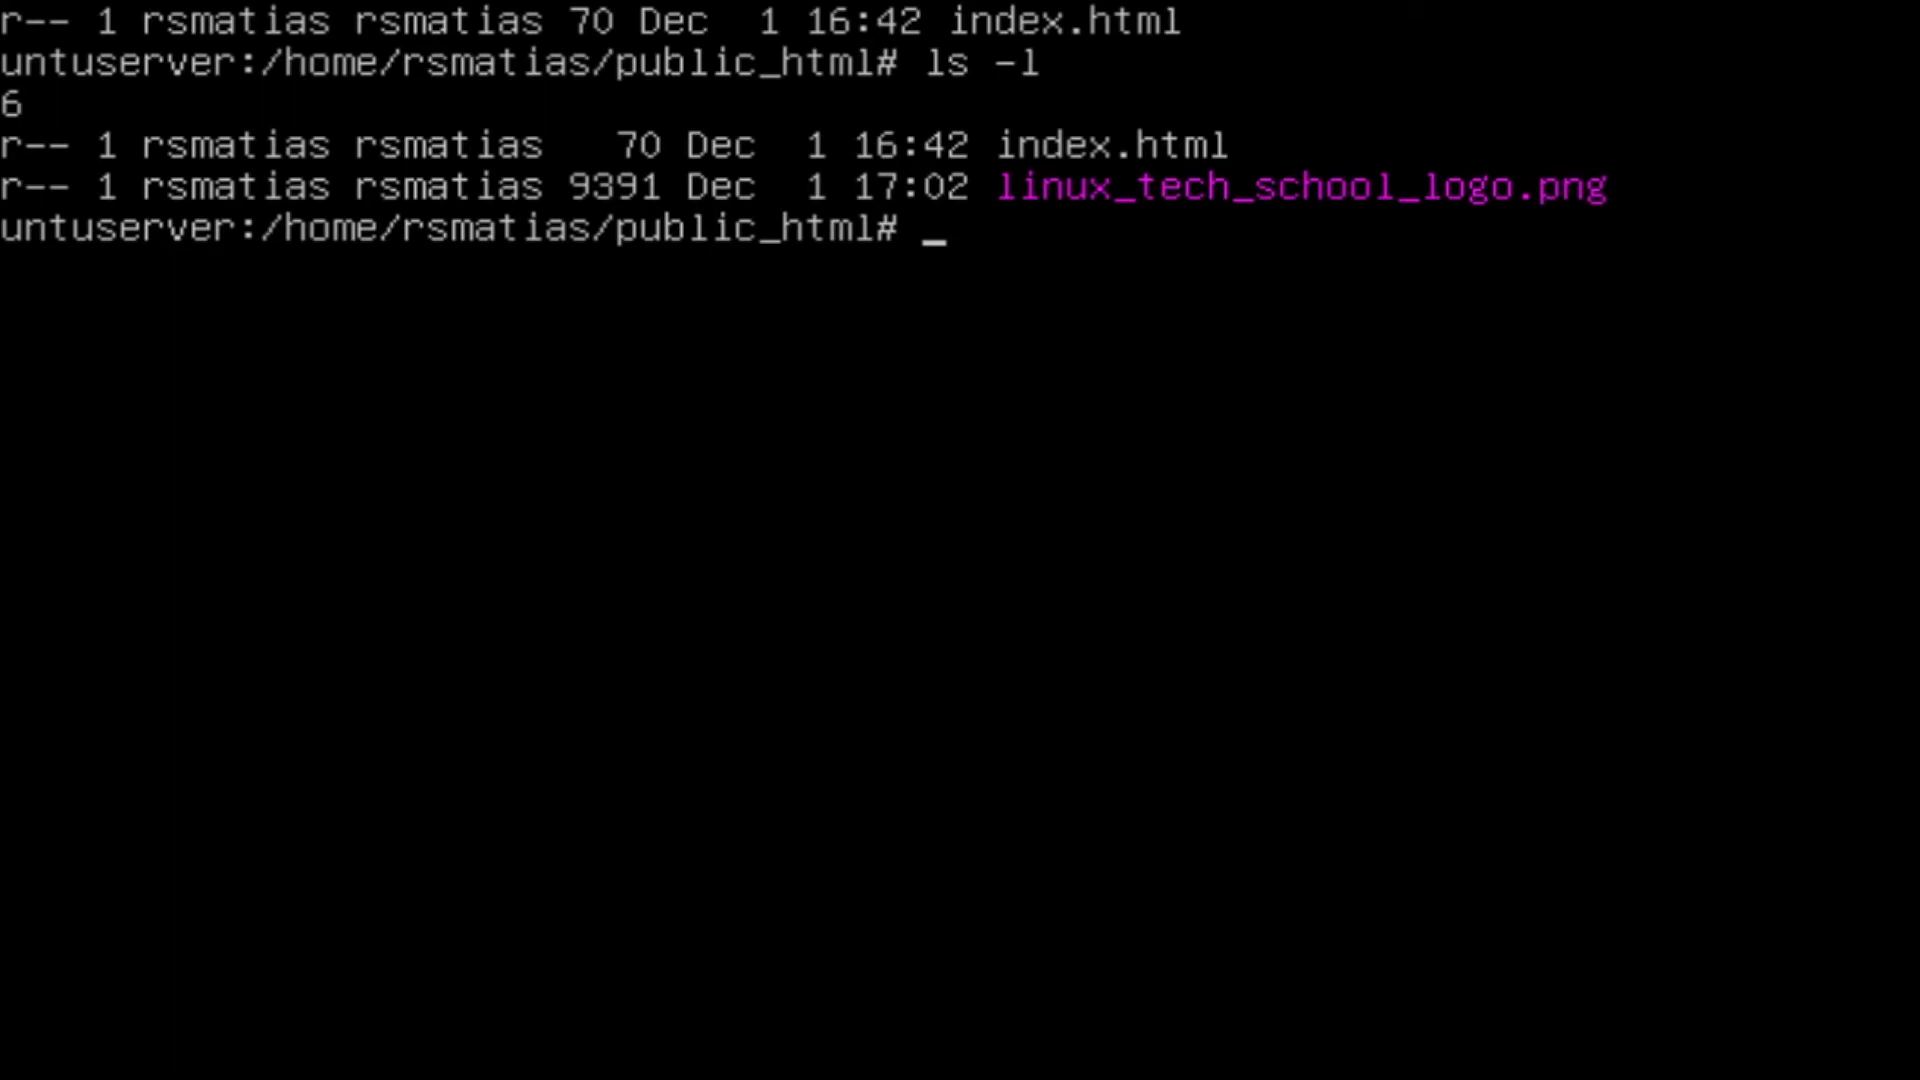 r-- 1 rsmatias rsmatias 70 Dec  1 16:42 index.html
untuserver:/home/rsmatias/public_html# ls -l
6
r-- 1 rsmatias rsmatias   70 Dec  1 16:42 index.html
r-- 1 rsmatias rsmatias 9391 Dec  1 17:02 linux_tech_school_logo.png
untuserver:/home/rsmatias/public_html# _